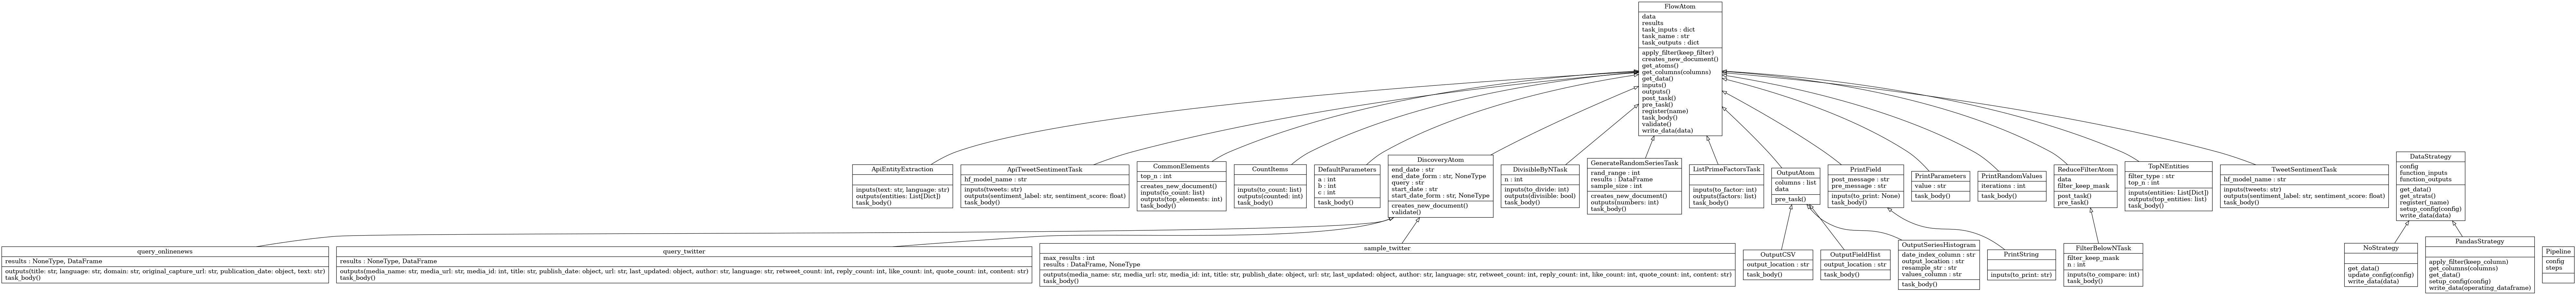 FlowAtom
data
results
task_inputs : dict
task_name : str
task_outputs : dict
apply_filter(keep_filter)
creates_new_document()
get_atoms()
get_columns(columns)
get_data()
inputs()
outputs()
post_task()
pre_task()
register(name)
task_body()
validate()
write_data(data)
ApiEntityExtraction
inputs(text: str, language: str)
outputs(entities: List[Dict])
task_body()
ApiTweetSentimentTask
hf_model_name : str
inputs(tweets: str)
outputs(sentiment_label: str, sentiment_score: float)
task_body()
CommonElements
top_n : int
creates_new_document()
inputs(to_count: list)
outputs(top_elements: int)
task_body()
CountItems
inputs(to_count: list)
outputs(counted: int)
task_body()
DefaultParameters
a : int
b : int
c : int
task_body()
DiscoveryAtom
end_date : str
end_date_form : str, NoneType
query : str
start_date : str
start_date_form : str, NoneType
creates_new_document()
validate()
DivisibleByNTask
n : int
inputs(to_divide: int)
outputs(divisible: bool)
task_body()
GenerateRandomSeriesTask
rand_range : int
results : DataFrame
sample_size : int
creates_new_document()
outputs(numbers: int)
task_body()
ListPrimeFactorsTask
inputs(to_factor: int)
outputs(factors: list)
task_body()
OutputAtom
columns : list
data
pre_task()
PrintField
post_message : str
pre_message : str
inputs(to_print: None)
task_body()
PrintParameters
value : str
task_body()
PrintRandomValues
iterations : int
task_body()
ReduceFilterAtom
data
filter_keep_mask
post_task()
pre_task()
TopNEntities
filter_type : str
top_n : int
inputs(entities: List[Dict])
outputs(top_entities: list)
task_body()
TweetSentimentTask
hf_model_name : str
inputs(tweets: str)
outputs(sentiment_label: str, sentiment_score: float)
task_body()
DataStrategy
config
function_inputs
function_outputs
get_data()
get_strats()
register(_name)
setup_config(config)
write_data(data)
query_onlinenews
results : NoneType, DataFrame
outputs(title: str, language: str, domain: str, original_capture_url: str, publication_date: object, text: str)
task_body()
query_twitter
results : NoneType, DataFrame
outputs(media_name: str, media_url: str, media_id: int, title: str, publish_date: object, url: str, last_updated: object, author: str, language: str, retweet_count: int, reply_count: int, like_count: int, quote_count: int, content: str)
task_body()
sample_twitter
max_results : int
results : DataFrame, NoneType
outputs(media_name: str, media_url: str, media_id: int, title: str, publish_date: object, url: str, last_updated: object, author: str, language: str, retweet_count: int, reply_count: int, like_count: int, quote_count: int, content: str)
task_body()
OutputCSV
output_location : str
task_body()
OutputFieldHist
output_location : str
task_body()
OutputSeriesHistogram
date_index_column : str
output_location : str
resample_str : str
values_column : str
task_body()
PrintString
inputs(to_print: str)
FilterBelowNTask
filter_keep_mask
n : int
inputs(to_compare: int)
task_body()
NoStrategy
get_data()
update_config(config)
write_data(data)
PandasStrategy
apply_filter(keep_column)
get_columns(columns)
get_data()
setup_config(config)
write_data(operating_dataframe)
Pipeline
config
steps